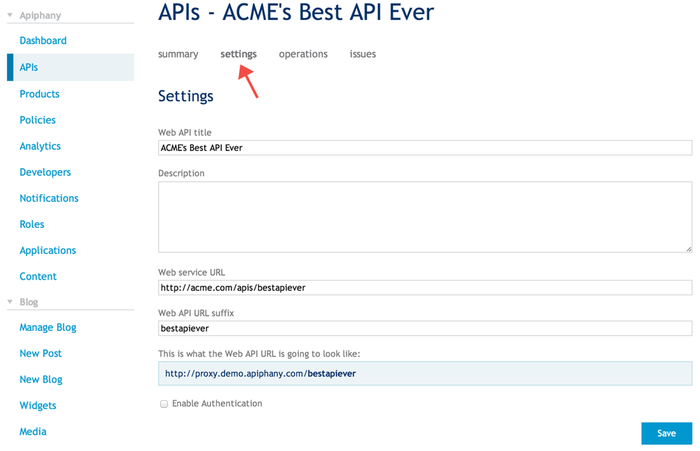 Apiphany
Dashboard
APIs
Products
Policies
Analytics
Developers
Notifications
Roles
Applications
Content
Blog
Manage Blog
New Post
New Blog
Widgets
Media
APIs - ACME's Best API Ever
summary settings operations issues
Settings
Web API title
ACME's Best API Ever
Description
Web service URL
http://acme.com/apis/bestapiever
Web API URL suffix
bestapiever
This is what the Web API URL is going to look like:
http://proxy.demo.apiphany.com/bestapiever
Enable Authentication
Save